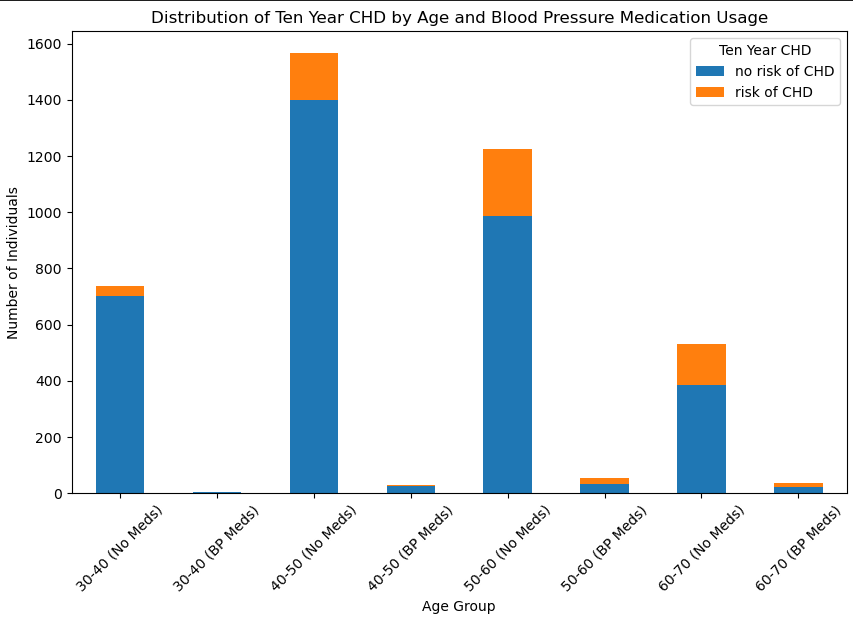 Distribution of Ten Year CHD by Age and Blood Pressure Medication Usage
Ten Year CHD
no risk of CHD
risk of CHD
Number of Individuals
1600
1400
1200
1000
800
600
400
200
0
30-40 (No Meds)
30-40 (BP Meds)
40-50 (No Meds)
40-50 (BP Meds)
50-60 (No Meds)
50-60 (BP Meds)
60-70 (No Meds)
60-70 (BP Meds)
Age Group